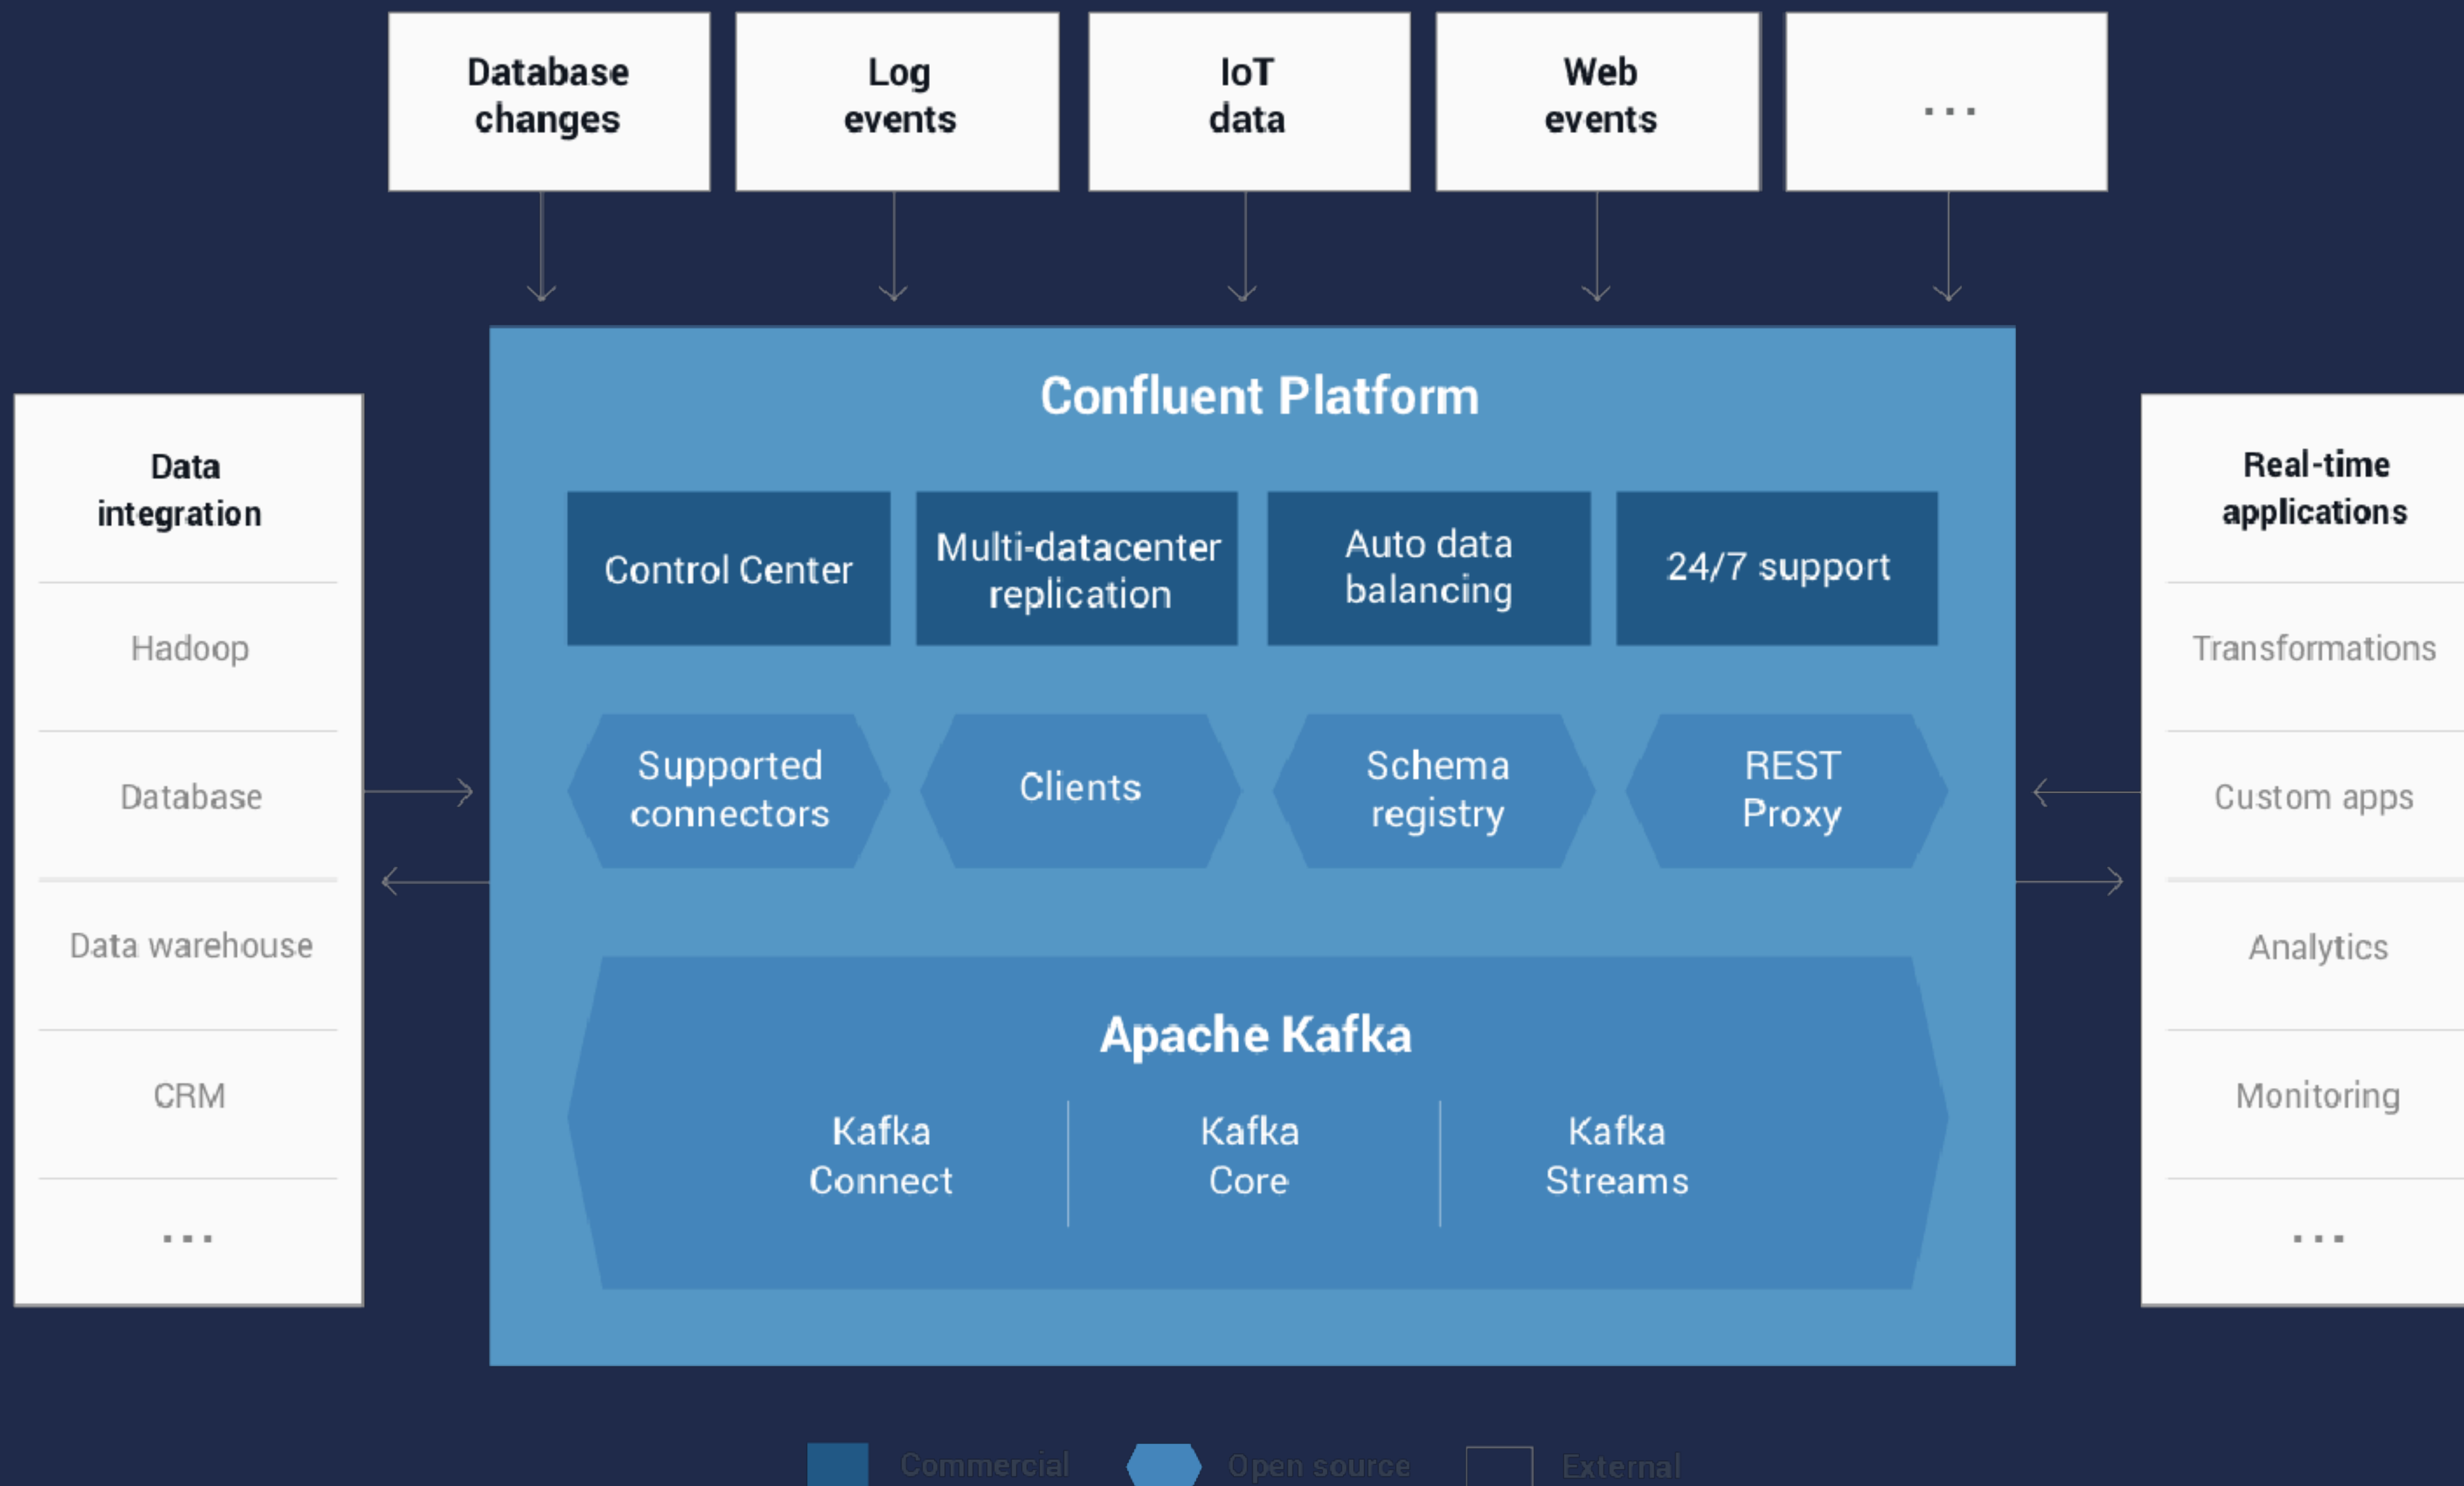 Database
changes
Log
events
IoT
data
Web
events
...
Data
integration
Hadoop
Database
Data warehouse
CRM
...
Confluent Platform
Control Center
Multi-datacenter
replication
Auto data
balancing
24/7 support
Supported
connectors
Clients
Schema
registry
REST
Proxy
Apache Kafka
Kafka
Connect
Kafka
Core
Kafka
Streams
Real-time
applications
Transformations
Custom apps
Analytics
Monitoring
...
Commercial
Open source
External